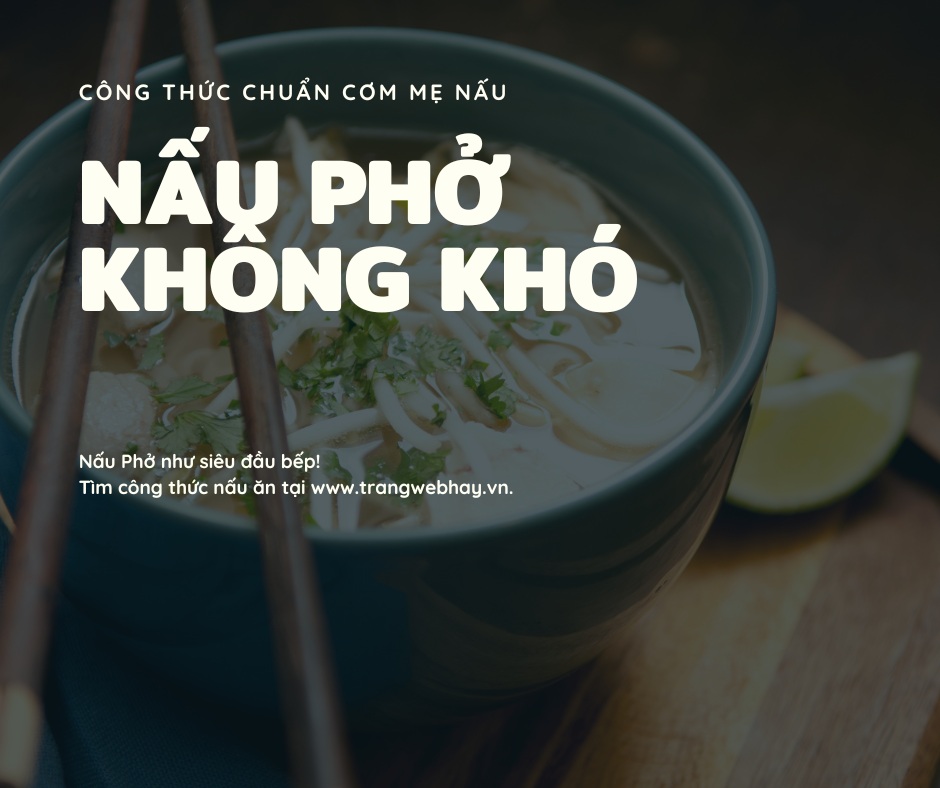 CÔNG THỨC CHUẨN CƠM MẸ NẤU
NẤU PHỞ
KHÔNG KHÓ
Nấu Phở như siêu đầu bếp!
Tìm công thức nấu ăn tại www.trangwebhay.vn.